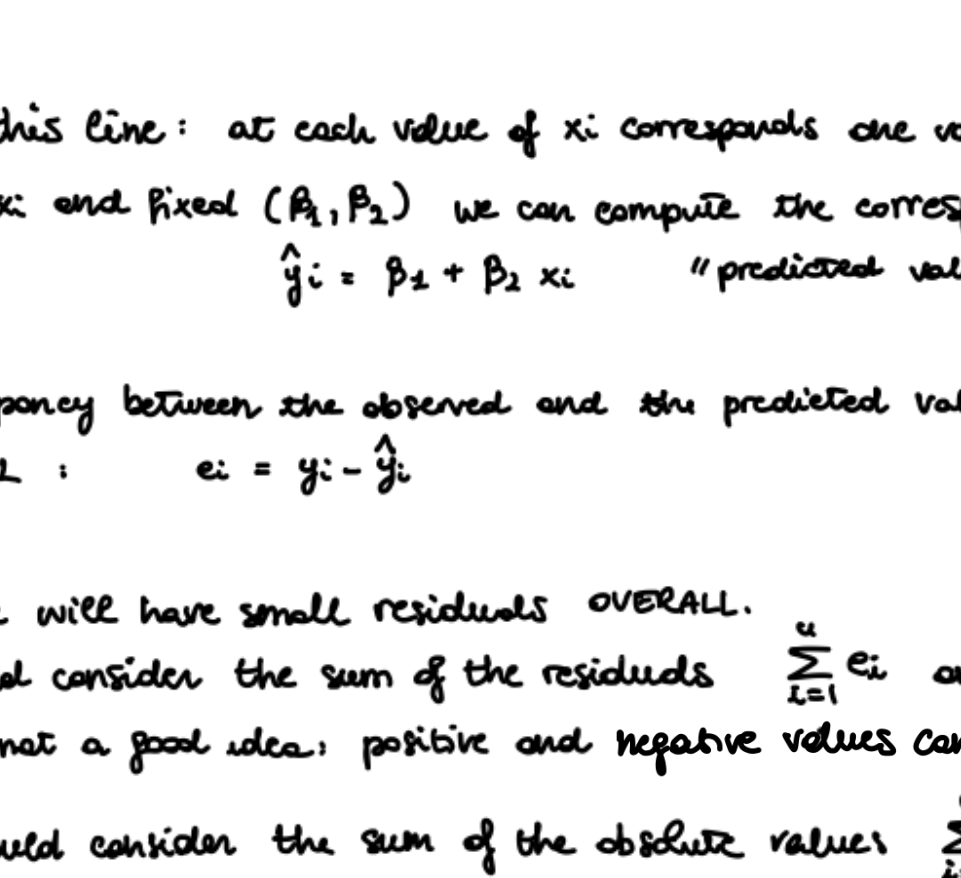 this line: at each value of xi corresponds one
xi and fixed (β1, β2) we can compute the corresp
ŷi = β1 + β2 xi "predicted val
pancy between the observed and the predicted val
: ei = yi - ŷi
will have small residuals OVERALL.
consider the sum of the residuals ∑_{i=1}^{n} ei
not a good idea: positive and negative values can
uld consider the sum of the absolute values ∑